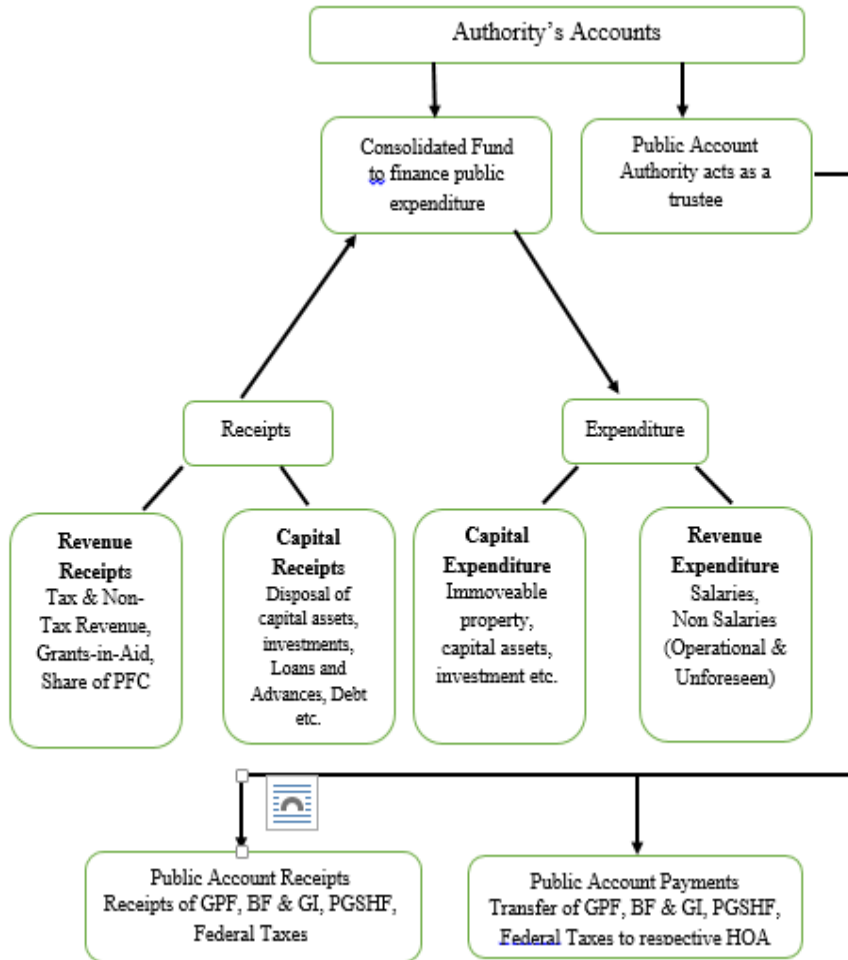 Authority’s Accounts
Consolidated Fund
to finance public
expenditure
Public Account
Authority acts as a
trustee
Receipts
Expenditure
Revenue
Receipts
Tax & Non-
Tax Revenue,
Grants-in-Aid,
Share of PFC
Capital
Receipts
Disposal of
capital assets,
investments,
Loans and
Advances, Debt
etc.
Capital
Expenditure
Immoveable
property,
capital assets,
investment etc.
Revenue
Expenditure
Salaries,
Non Salaries
(Operational &
Unforeseen)
Public Account Receipts
Receipts of GPF, BF & GI, PGSHF,
Federal Taxes
Public Account Payments
Transfer of GPF, BF & GI, PGSHF,
Federal Taxes to respective HOA